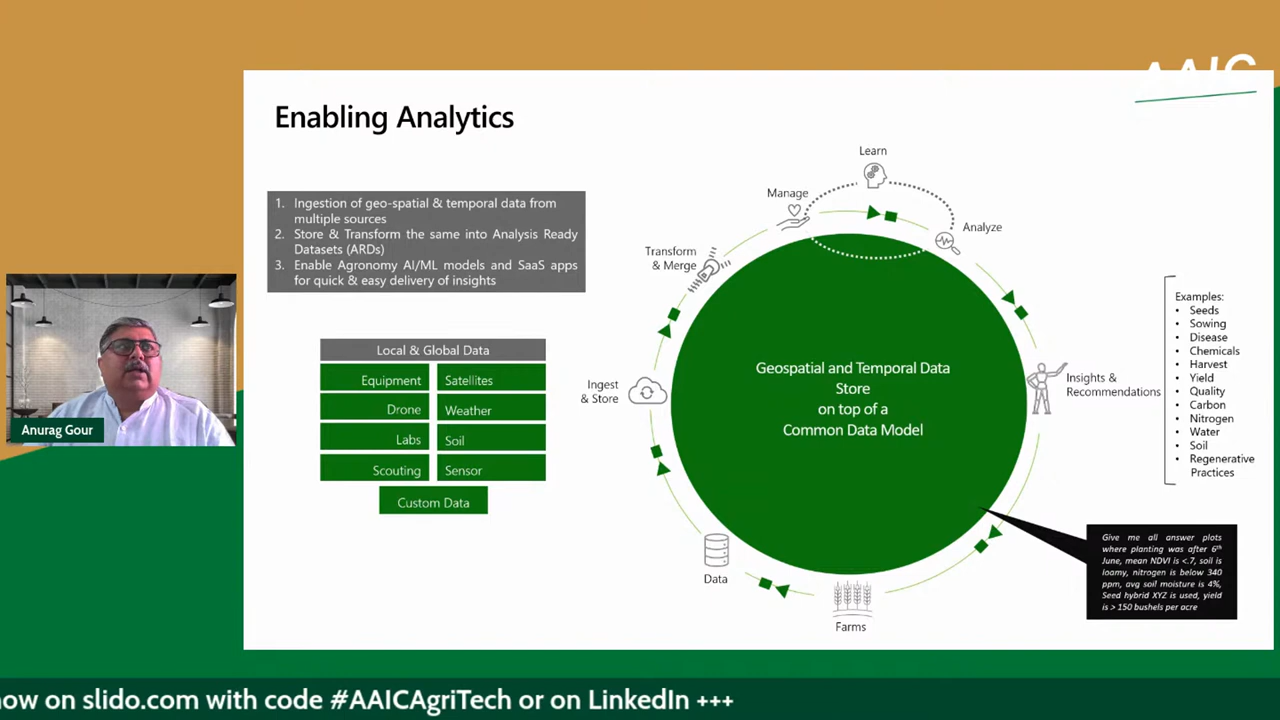 AAIC
Enabling Analytics
1. Ingestion of geo-spatial & temporal data from
multiple sources
2. Store & Transform the same into Analysis Ready
Datasets (ARDs)
3. Enable Agronomy AI/ML models and SaaS apps
for quick & easy delivery of insights
Local & Global Data
Equipment Satellites
Drone Weather
Labs Soil
Scouting Sensor
Custom Data
Learn
Manage
Analyze
Transform
& Merge
Ingest
& Store
Data
Farms
Insights &
Recommendations
Geospatial and Temporal Data
Store
on top of a
Common Data Model
Examples:
• Seeds
• Sowing
• Disease
• Chemicals
• Harvest
• Yield
• Quality
• Carbon
• Nitrogen
• Water
• Soil
• Regenerative
Practices
Give me all answer plots
where planting was after 6th
June, mean NDVI is <.7, soil is
loamy, nitrogen is below 340
ppm, avg soil moisture is 4%,
Seed hybrid XYZ is used, yield
is > 150 bushels per acre
Anurag Gour
now on slido.com with code #AAICAgriTech or on LinkedIn +++